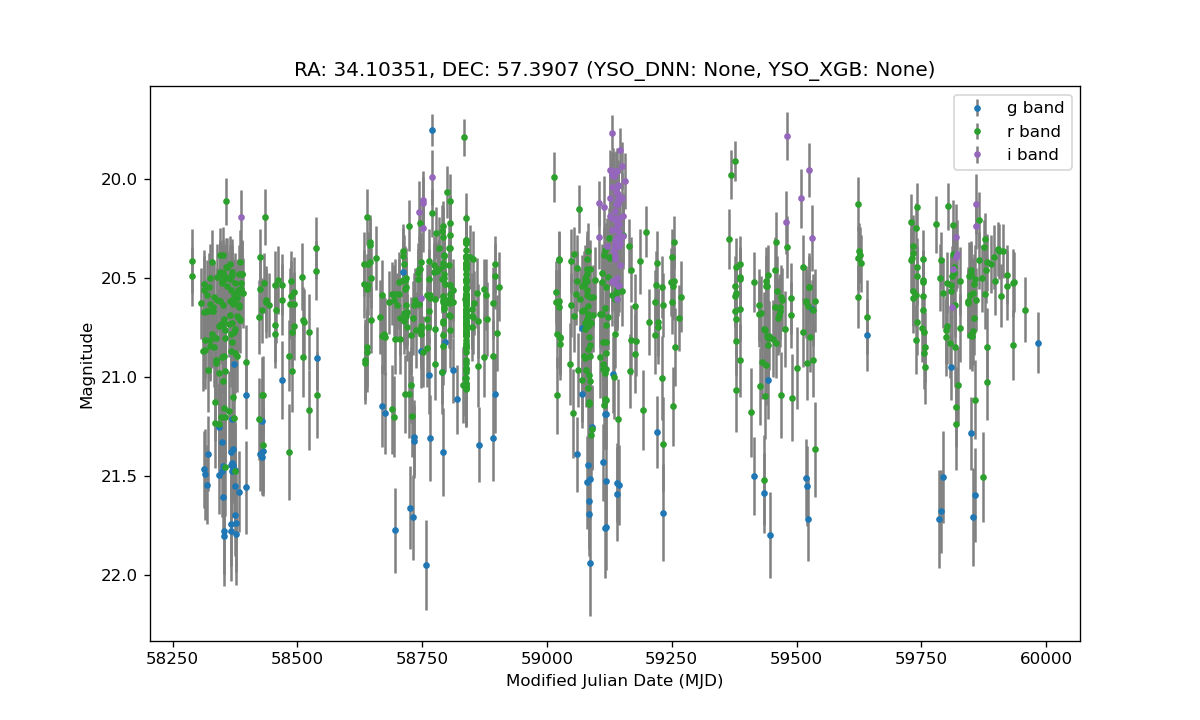 RA: 34.10351, DEC: 57.3907 (YSO_DNN: None, YSO_XGB: None)
g band
r band
i band
20.0
20.5
21.0
21.5
22.0
Magnitude
58250 58500 58750 59000 59250 59500 59750 60000
Modified Julian Date (MJD)